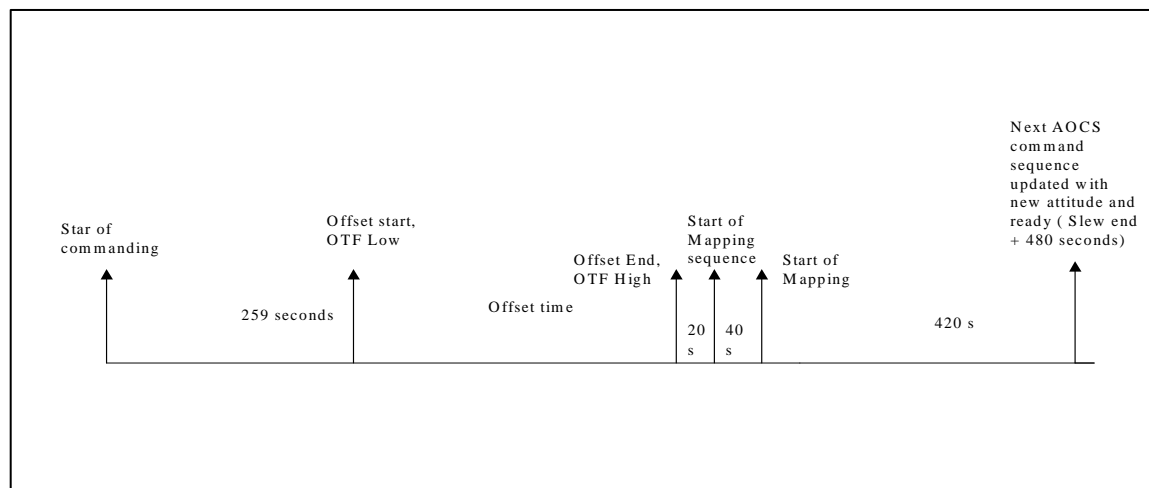 Star of
commanding
259 seconds
Offset start,
OTF Low
Offset time
Offset End,
OTF High
20
s
Start of
Mapping
sequence
40
s
Start of
Mapping
420 s
Next AOCS
command
sequence
updated with
new attitude and
ready ( Slew end
+ 480 seconds)